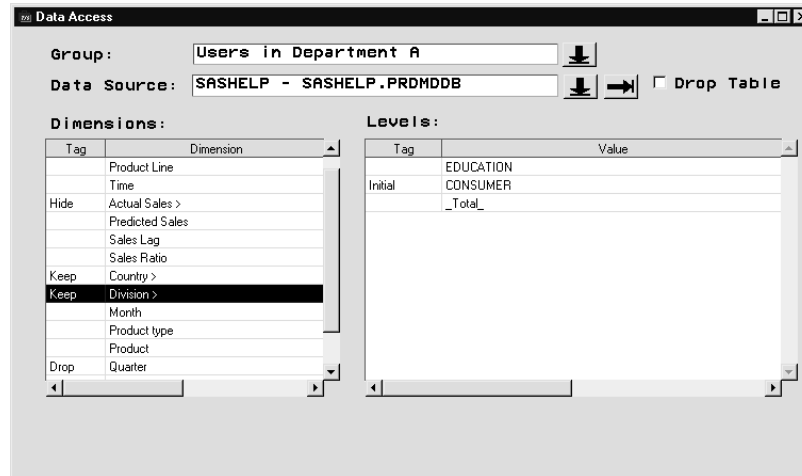 Data Access
Group: Users in Department A
Data Source: SASHELP - SASHELP.PRDMDDB Drop Table
Dimensions:
Tag Dimension
Product Line
Time
Hide Actual Sales >
Predicted Sales
Sales Lag
Sales Ratio
Keep Country >
Keep Division >
Month
Product type
Product
Drop Quarter
Levels:
Tag Value
EDUCATION
Initial CONSUMER
_Total_